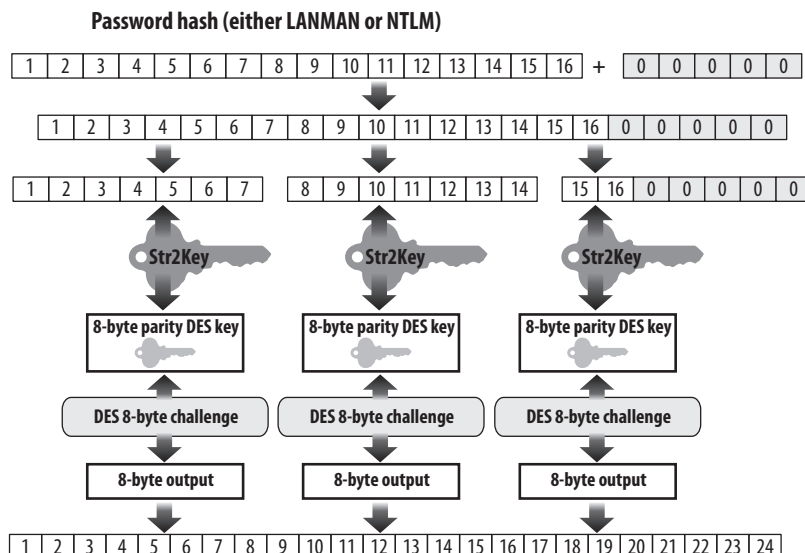 Password hash (either LANMAN or NTLM)
1 2 3 4 5 6 7 8 9 10 11 12 13 14 15 16 + 0 0 0 0 0
1 2 3 4 5 6 7 8 9 10 11 12 13 14 15 16 0 0 0 0 0
1 2 3 4 5 6 7 8 9 10 11 12 13 14 15 16 0 0 0 0 0
Str2Key Str2Key Str2Key
8-byte parity DES key 8-byte parity DES key 8-byte parity DES key
DES 8-byte challenge DES 8-byte challenge DES 8-byte challenge
8-byte output 8-byte output 8-byte output
1 2 3 4 5 6 7 8 9 10 11 12 13 14 15 16 17 18 19 20 21 22 23 24